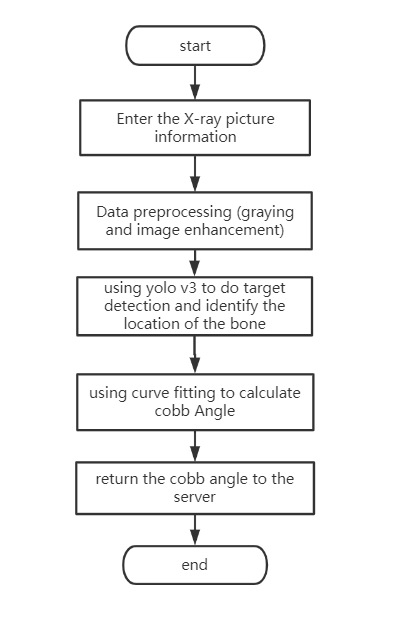 start
Enter the X-ray picture
information
Data preprocessing (graying
and image enhancement)
using yolo v3 to do target
detection and identify the
location of the bone
using curve fitting to calculate
cobb Angle
return the cobb angle to the
server
end